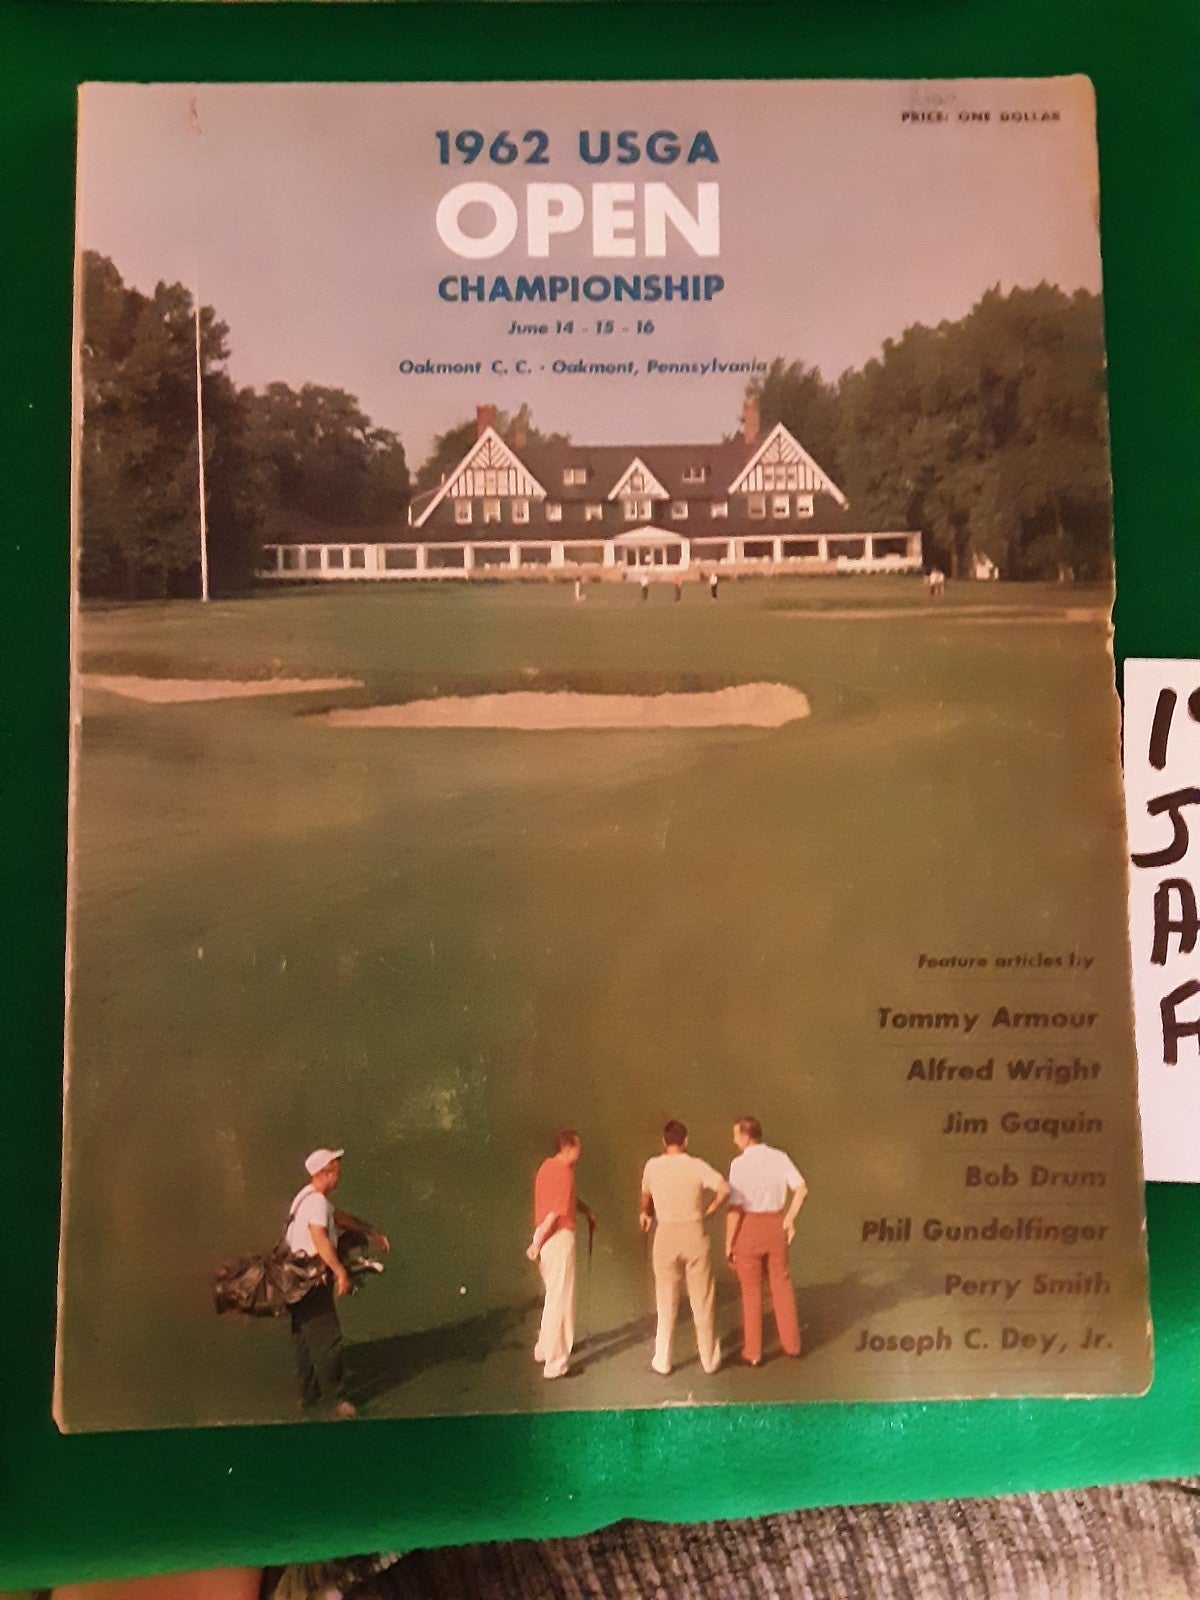 PRICE: ONE DOLLAR
1962 USGA
OPEN
CHAMPIONSHIP
June 14 - 15 - 16
Oakmont C. C. · Oakmont, Pennsylvania
Feature articles by
Tommy Armour
Alfred Wright
Jim Gaquin
Bob Drum
Phil Gundelfinger
Perry Smith
Joseph C. Dey, Jr.